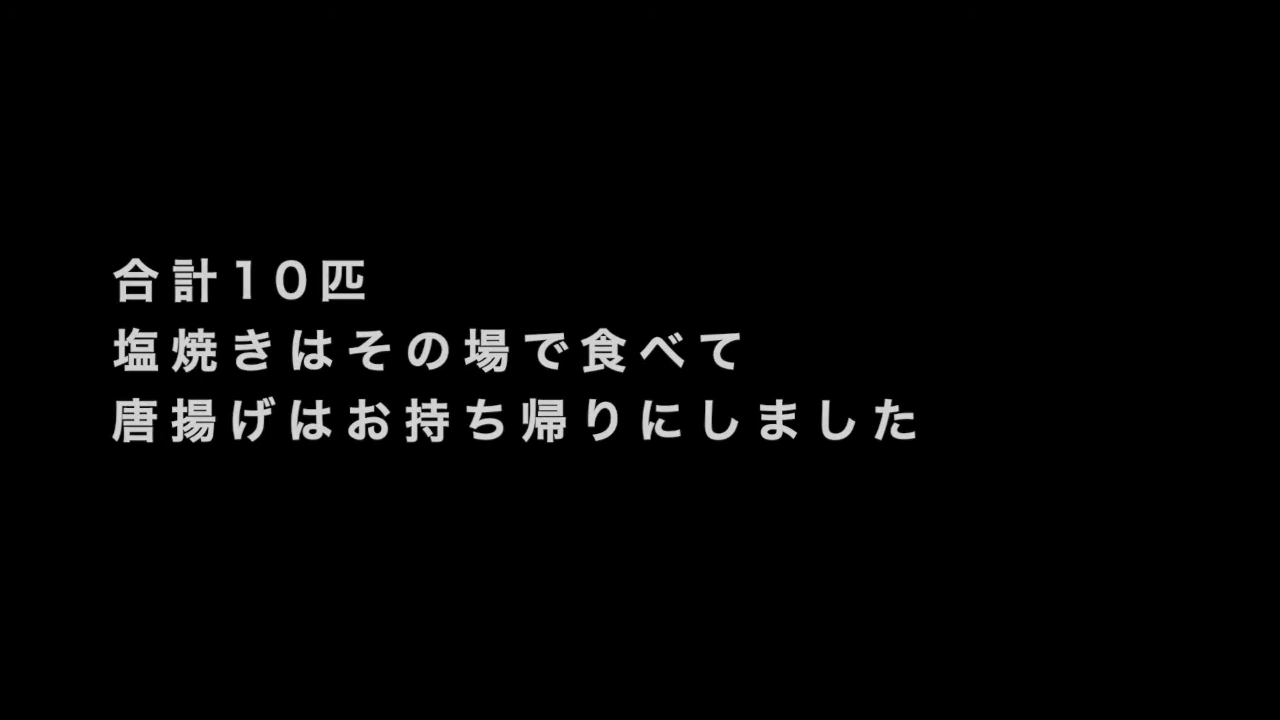 合計10匹
塩焼きはその場で食べて
唐揚げはお持ち帰りにしました